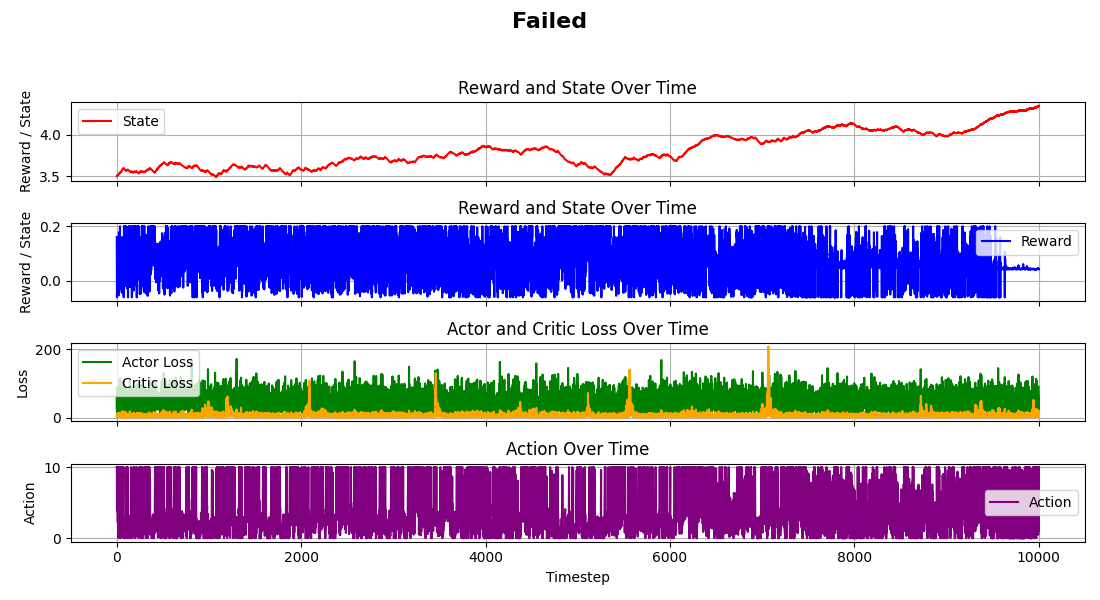 Failed
Reward and State Over Time
Reward / State
4.0
3.5
State
Reward and State Over Time
Reward / State
0.2
0.0
Reward
Actor and Critic Loss Over Time
Loss
200
0
Actor Loss
Critic Loss
Action Over Time
Action
10
0
Action
0 2000 4000 6000 8000 10000
Timestep